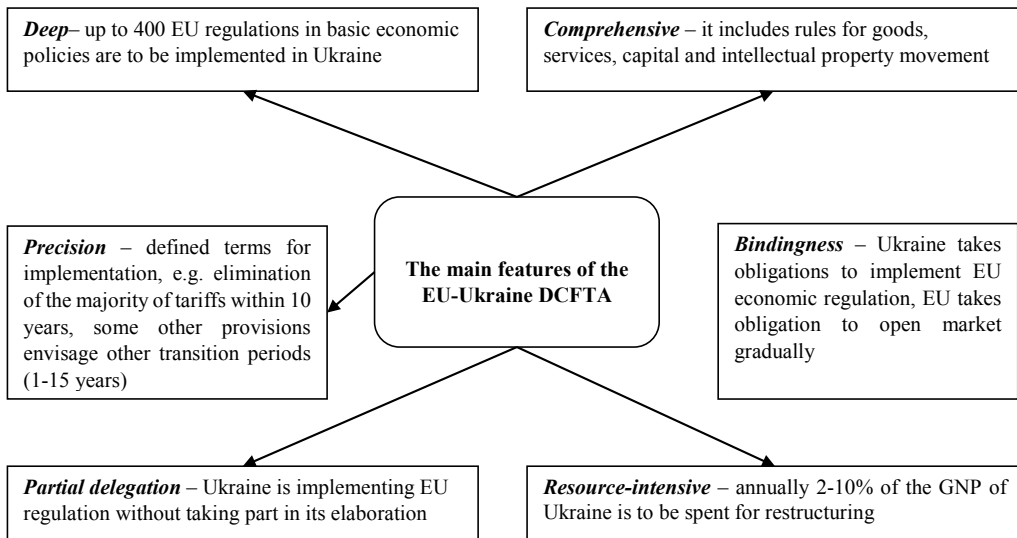 Deep– up to 400 EU regulations in basic economic
policies are to be implemented in Ukraine
Comprehensive – it includes rules for goods,
services, capital and intellectual property movement
Precision – defined terms for
implementation, e.g. elimination
of the majority of tariffs within 10
years, some other provisions
envisage other transition periods
(1-15 years)
The main features of the
EU-Ukraine DCFTA
Bindingness – Ukraine takes
obligations to implement EU
economic regulation, EU takes
obligation to open market
gradually
Partial delegation – Ukraine is implementing EU
regulation without taking part in its elaboration
Resource-intensive – annually 2-10% of the GNP of
Ukraine is to be spent for restructuring